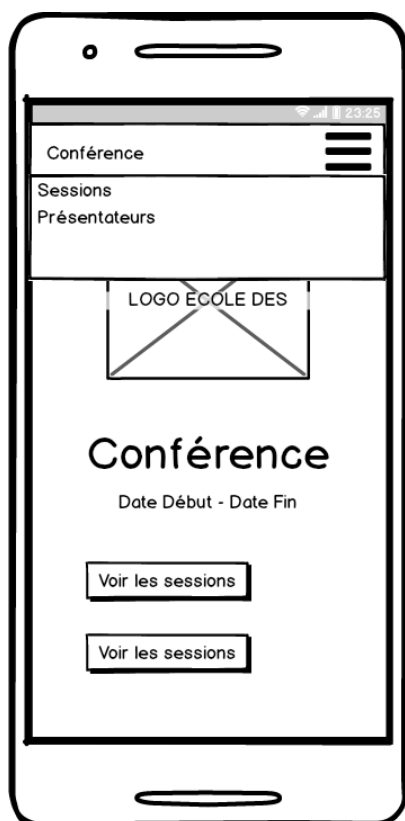 23:25
Conférence
Sessions
Présentateurs
LOGO ECOLE DES
Conférence
Date Début - Date Fin
Voir les sessions
Voir les sessions